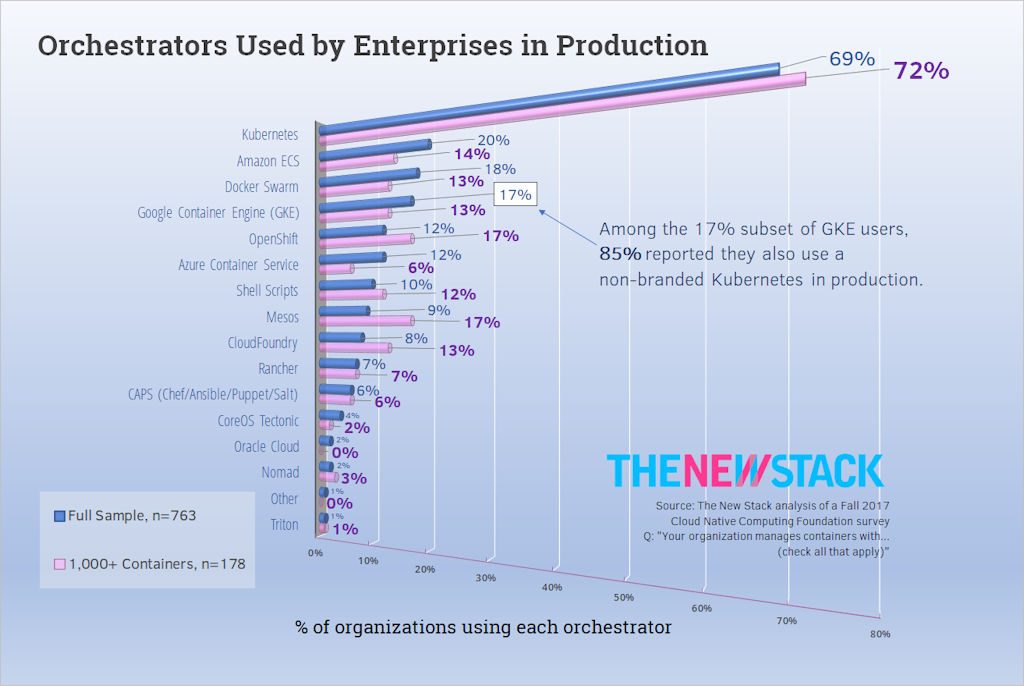 Orchestrators Used by Enterprises in Production
69%
72%
Kubernetes
20%
Amazon ECS
14%
18%
Docker Swarm
13%
17%
Google Container Engine (GKE)
13%
12%
OpenShift
17%
Among the 17% subset of GKE users,
85% reported they also use a
non-branded Kubernetes in production.
12%
Azure Container Service
6%
10%
Shell Scripts
12%
9%
Mesos
17%
8%
CloudFoundry
13%
7%
Rancher
7%
6%
CAPS (Chef/Ansible/Puppet/Salt)
6%
4%
CoreOS Tectonic
2%
2%
Oracle Cloud
0%
2%
Nomad
3%
1%
Other
0%
1%
Triton
1%
THENEWSTACK
Source: The New Stack analysis of a Fall 2017
Cloud Native Computing Foundation survey
Q: "Your organization manages containers with...
(check all that apply)"
Full Sample, n=763
1,000+ Containers, n=178
0%
10%
20%
30%
40%
50%
60%
70%
80%
% of organizations using each orchestrator